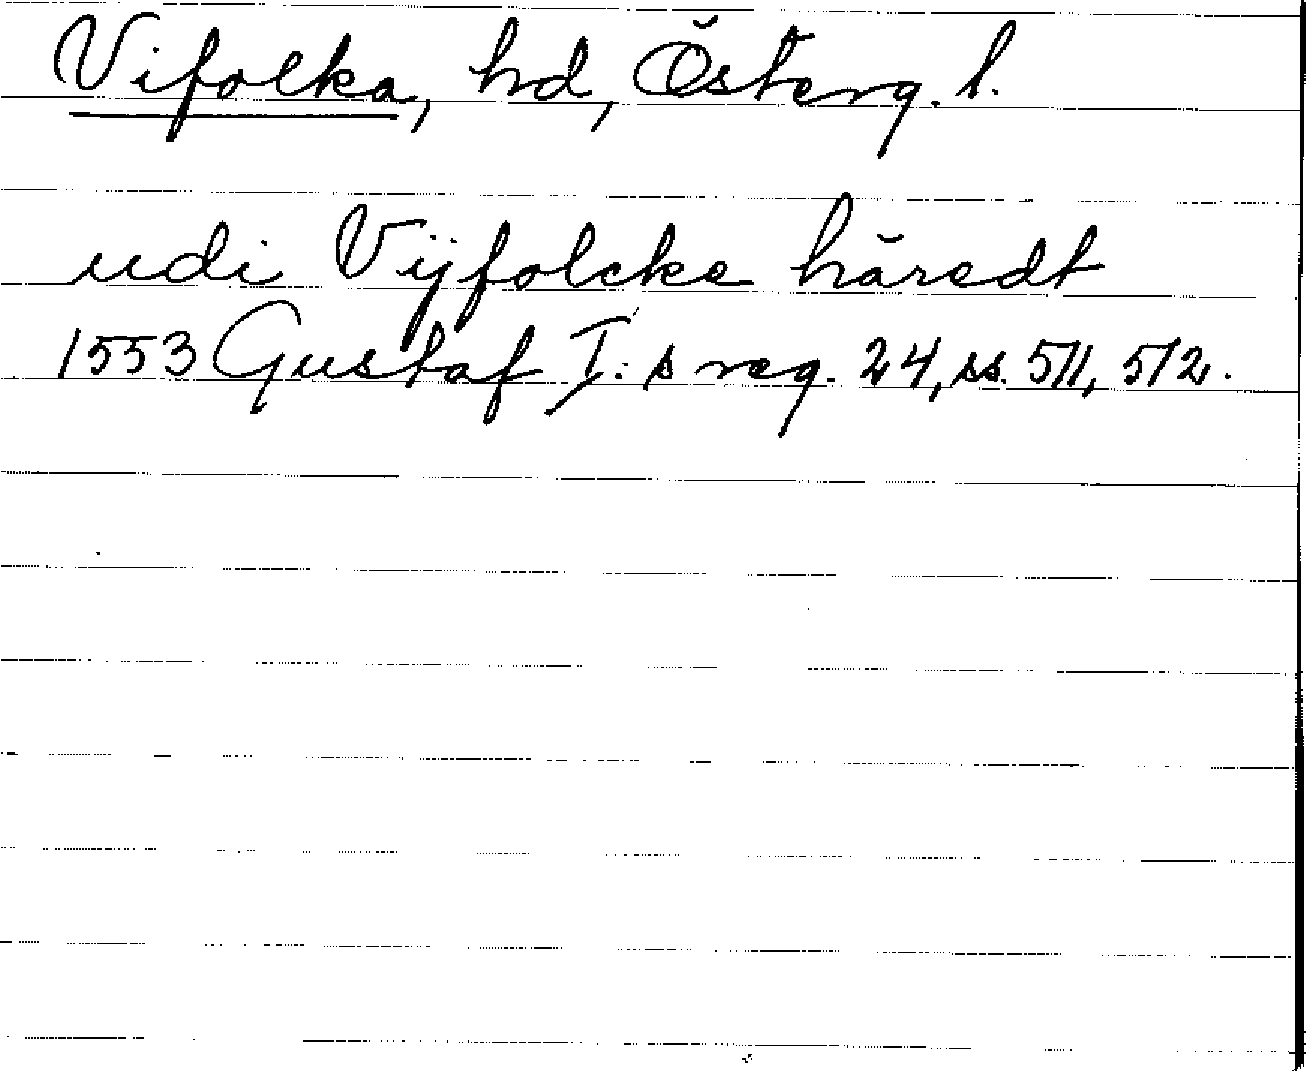 Vifolka, hd, Österg. l.
udi Vijfolcke häredt
1553 Gustaf I:s reg. 24, ss. 511, 512.